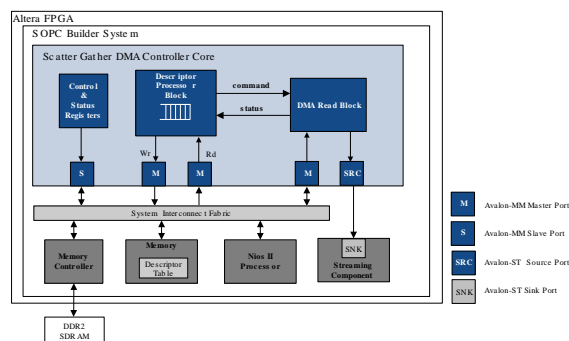 Altera FPGA
SOPC Builder System
Scatter Gather DMA Controller Core
Control
&
Status
Registers
Descriptor
Processor
Block
command
status
DMA Read Block
Wr
Rd
S
M
M
M
SRC
System Interconnect Fabric
Memory
Controller
Memory
Descriptor
Table
Nios II
Processor
SNK
Streaming
Component
DDR2
SDRAM
M
Avalon-MM Master Port
S
Avalon-MM Slave Port
SRC
Avalon-ST Source Port
SNK
Avalon-ST Sink Port